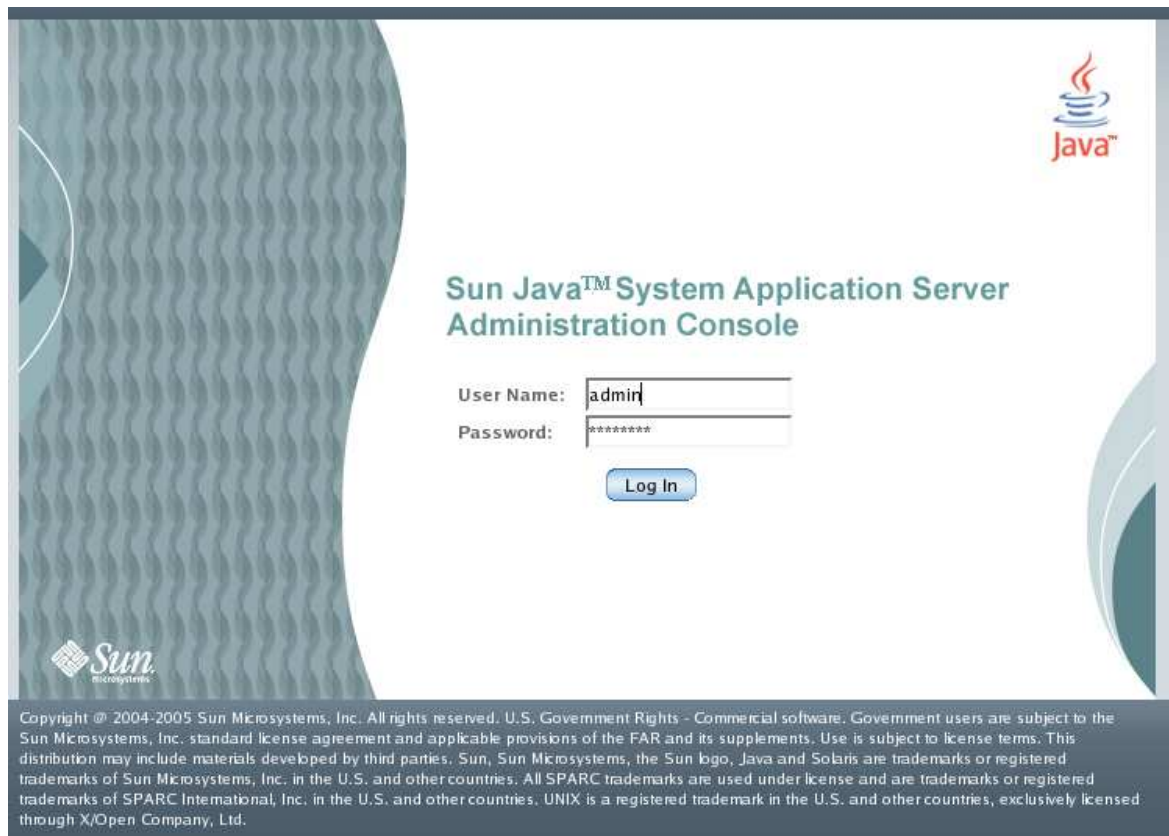 Java™
Sun Java™ System Application Server
Administration Console
User Name: admin
Password: ********
Log In
Sun
microsystems
Copyright @ 2004-2005 Sun Microsystems, Inc. All rights reserved. U.S. Government Rights - Commercial software. Government users are subject to the
Sun Microsystems, Inc. standard license agreement and applicable provisions of the FAR and its supplements. Use is subject to license terms. This
distribution may include materials developed by third parties. Sun, Sun Microsystems, the Sun logo, Java and Solaris are trademarks or registered
trademarks of Sun Microsystems, Inc. in the U.S. and other countries. All SPARC trademarks are used under license and are trademarks or registered
trademarks of SPARC International, Inc. in the U.S. and other countries. UNIX is a registered trademark in the U.S. and other countries, exclusively licensed
through X/Open Company, Ltd.